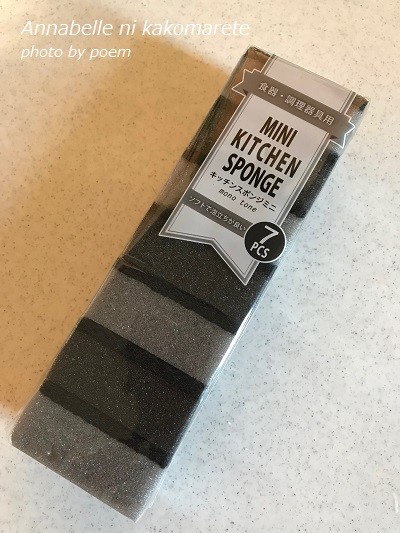 Annabelle ni kakomarete
photo by poem
食器・調理器具用
MINI
KITCHEN
SPONGE
キッチンスポンジミニ
mono tone
ソフトで泡立ちが良い
7
PCS